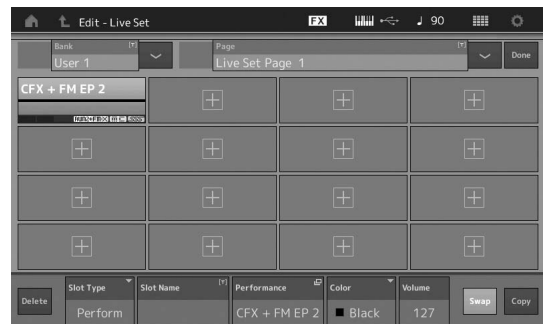 Edit - Live Set
FX
90
Bank
User 1
Page
Live Set Page 1
Done
CFX + FM EP 2
Slot Type
Slot Name
Performance
Color
Volume
Delete
Perform
CFX + FM EP 2
Black
127
Swap
Copy